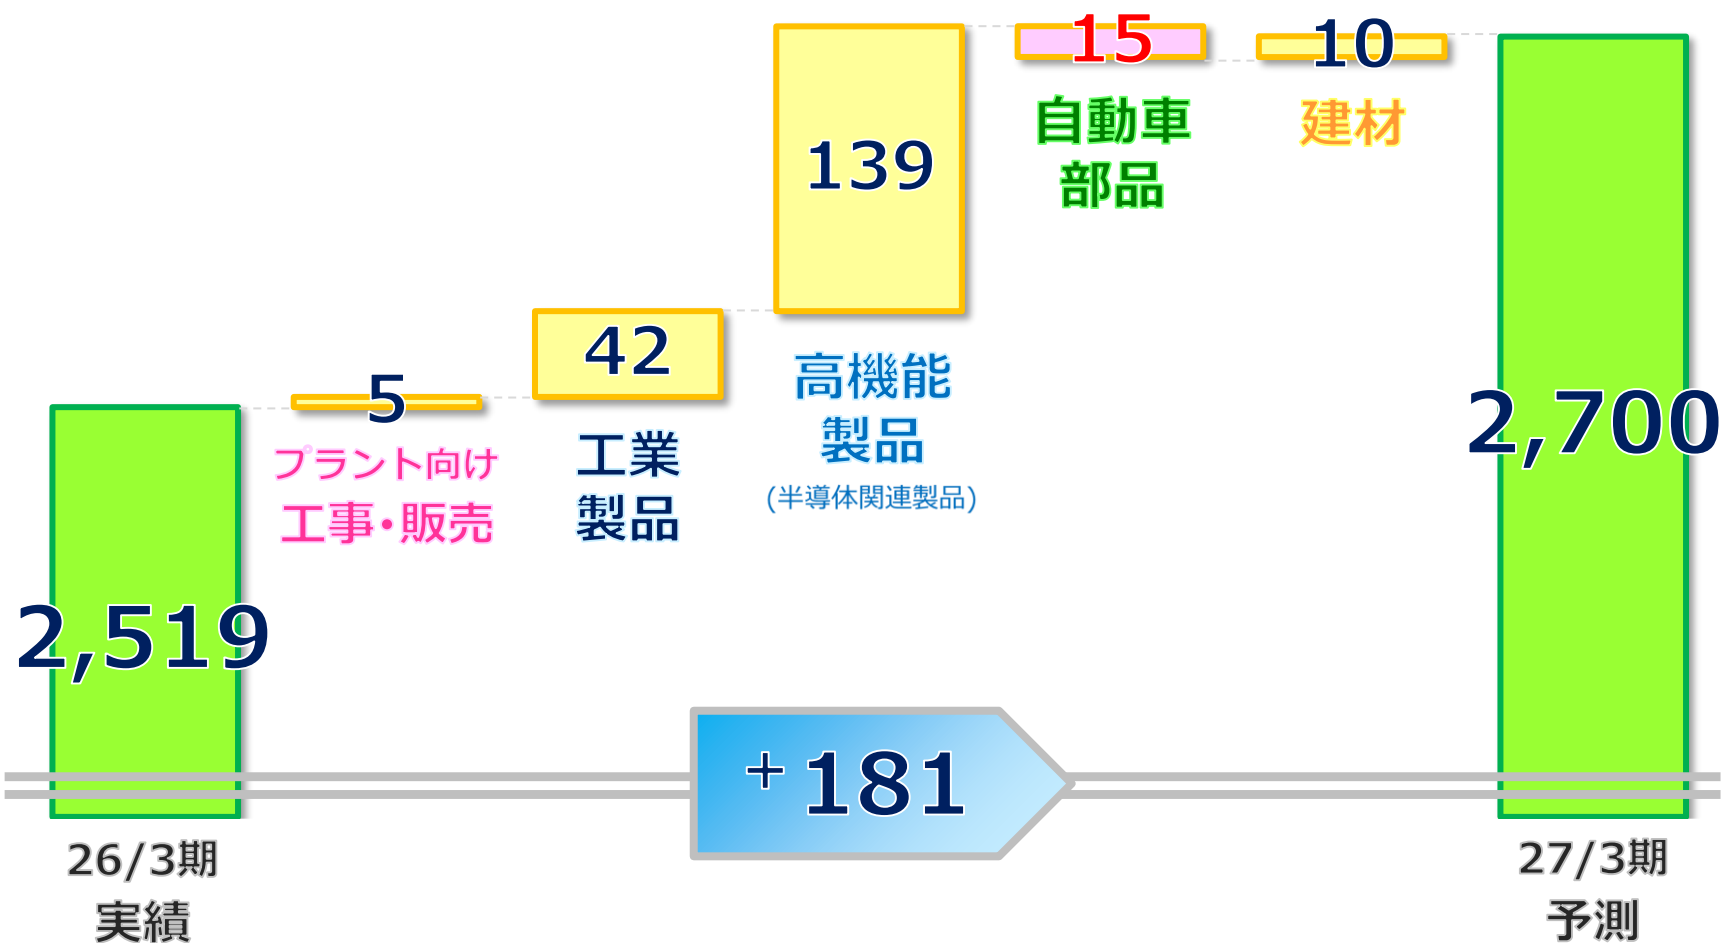 2,519
26/3期
実績
5
プラント向け
工事・販売
42
工業
製品
139
高機能
製品
(半導体関連製品)
15
自動車
部品
10
建材
2,700
27/3期
予測
+181